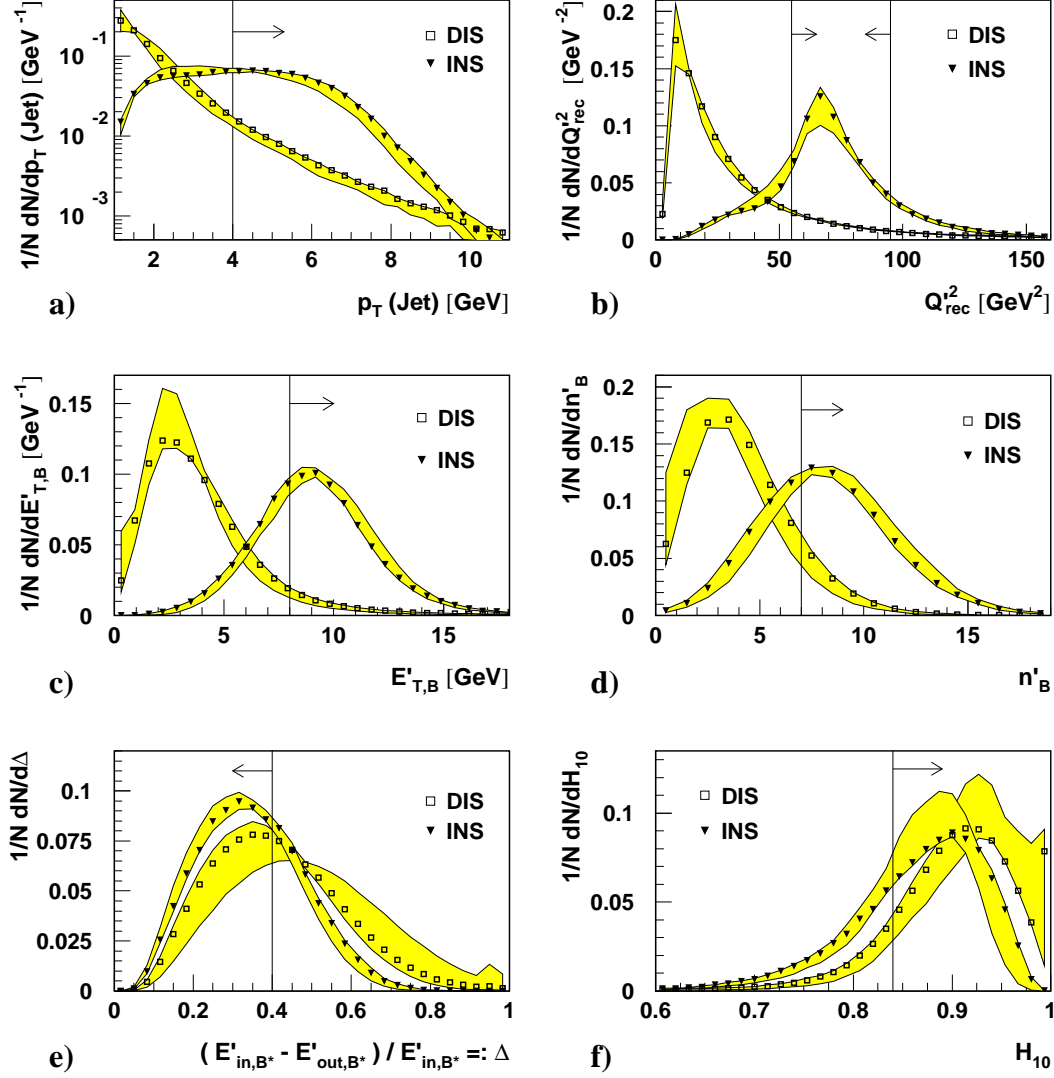 1/N dN/dp_T (Jet) [GeV^-1]
10^-1
10^-2
10^-3
DIS
INS
2 4 6 8 10
a)
p_T (Jet) [GeV]
1/N dN/dQ'^2_rec [GeV^-2]
0.2
0.15
0.1
0.05
0
DIS
INS
0 50 100 150
b)
Q'^2_rec [GeV^2]
1/N dN/dE'_T,B [GeV^-1]
0.15
0.1
0.05
0
DIS
INS
0 5 10 15
c)
E'_T,B [GeV]
1/N dN/dn'_B
0.2
0.15
0.1
0.05
0
DIS
INS
0 5 10 15
d)
n'_B
1/N dN/dΔ
0.1
0.075
0.05
0.025
0
DIS
INS
0 0.2 0.4 0.6 0.8 1
e)
( E'_in,B* - E'_out,B* ) / E'_in,B* =: Δ
1/N dN/dH_10
0.1
0.05
0
DIS
INS
0.6 0.7 0.8 0.9 1
f)
H_10